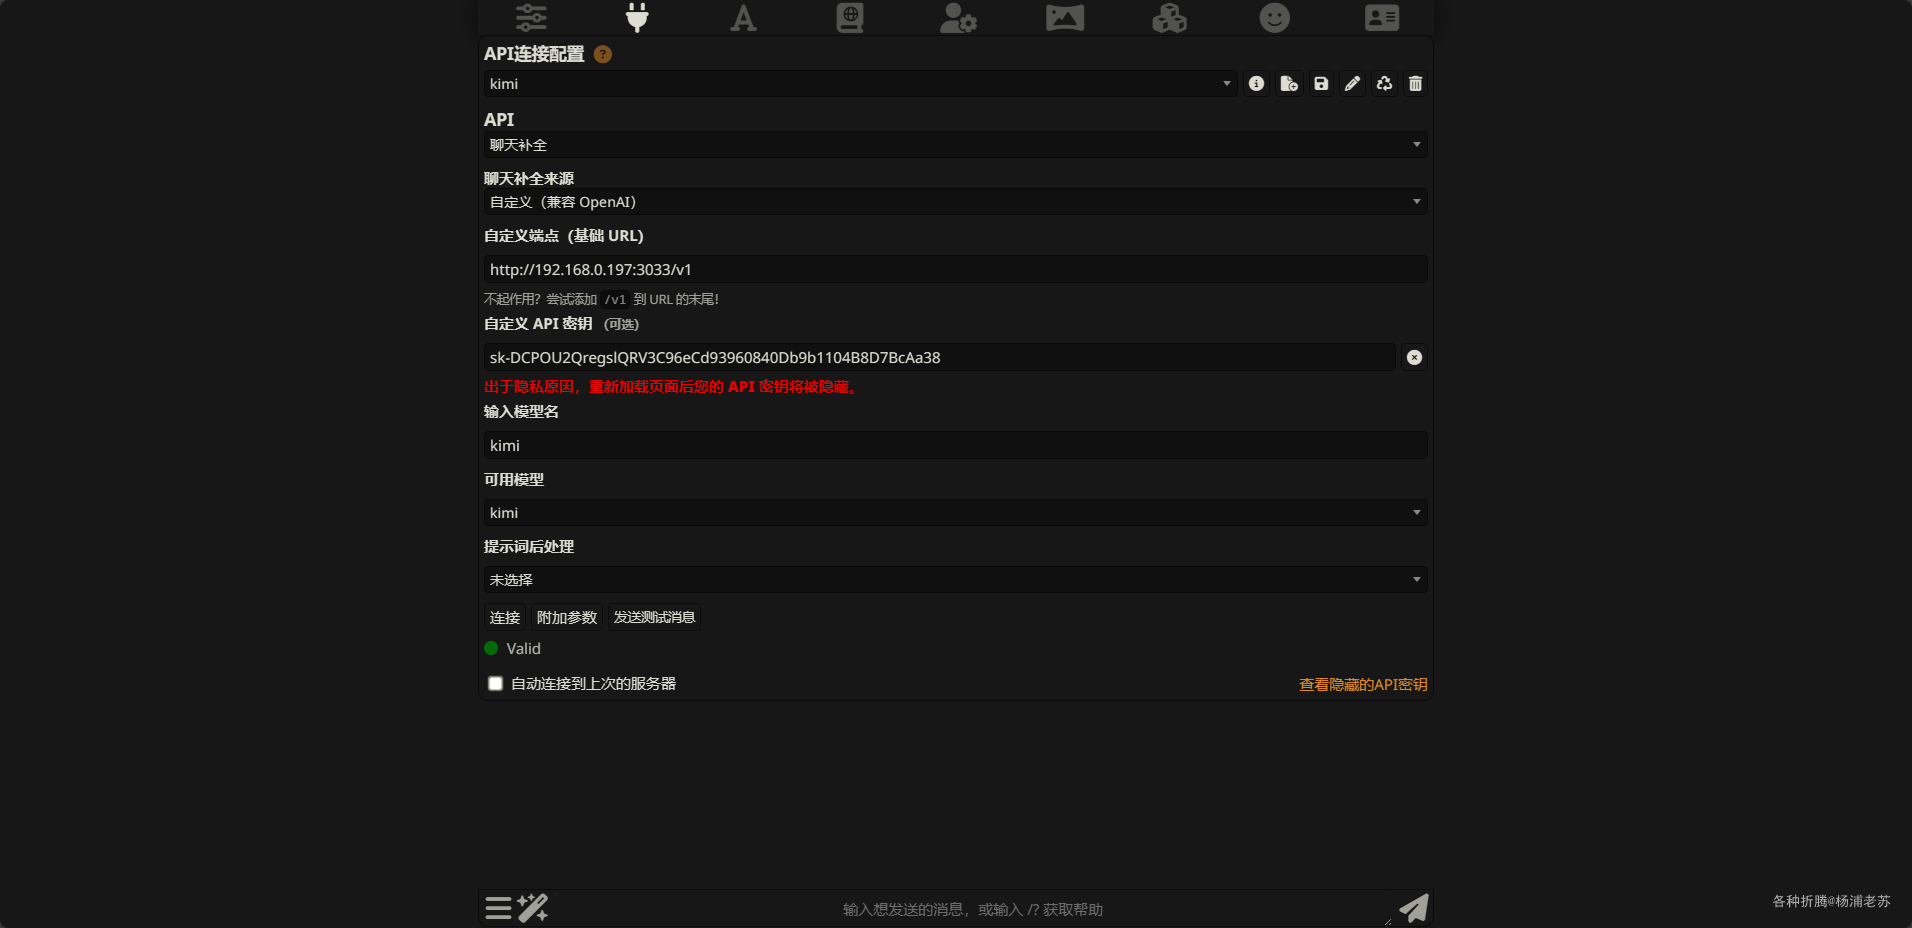 API连接配置 ?
kimi
API
聊天补全
聊天补全来源
自定义（兼容 OpenAI）
自定义端点（基础 URL）
http://192.168.0.197:3033/v1
不起作用？尝试添加 /v1 到 URL 的末尾！
自定义 API 密钥 （可选）
sk-DCPOU2QregslQRV3C96eCd93960840Db9b1104B8D7BcAa38
出于隐私原因，重新加载页面后您的 API 密钥将被隐藏。
输入模型名
kimi
可用模型
kimi
提示词后处理
未选择
连接 附加参数 发送测试消息
Valid
自动连接到上次的服务器 查看隐藏的API密钥
输入想发送的消息，或输入 /? 获取帮助
各种折腾@杨浦老苏